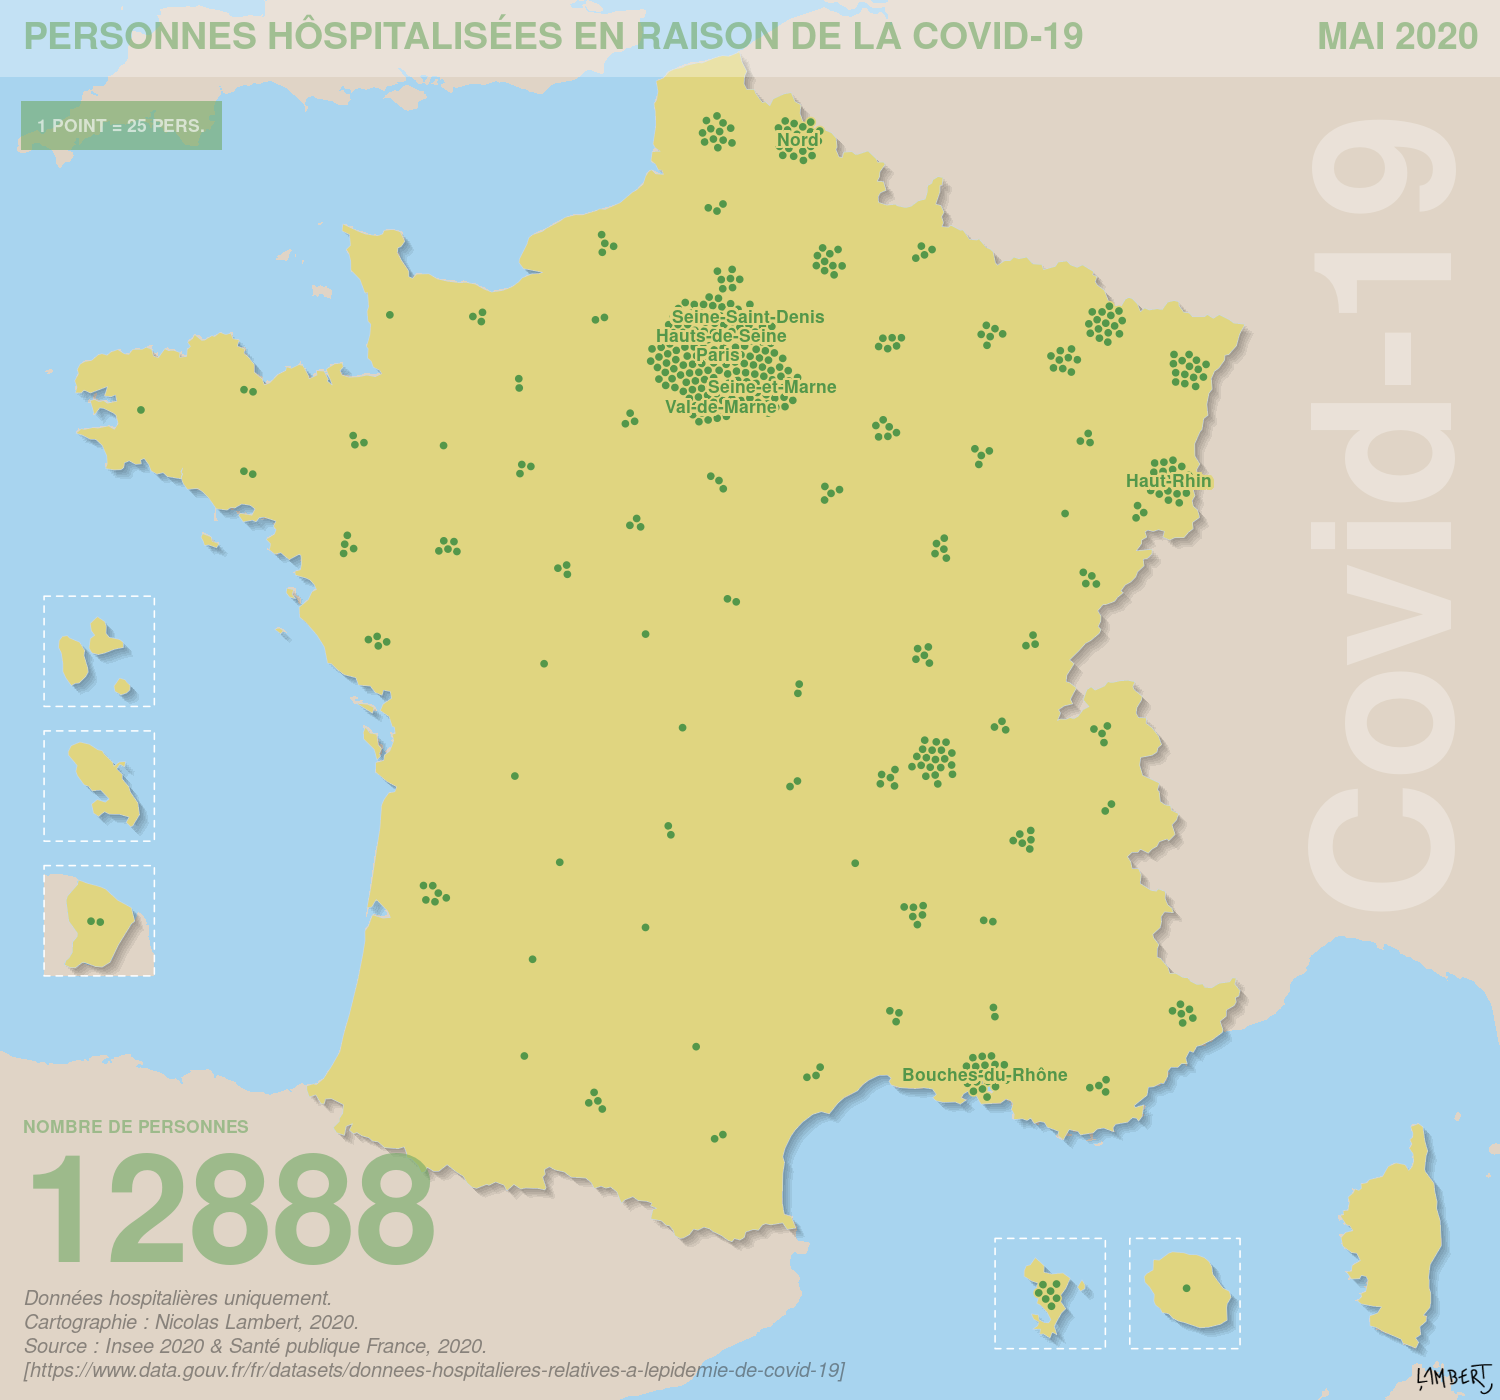 PERSONNES HÔSPITALISÉES EN RAISON DE LA COVID-19
MAI 2020
1 POINT = 25 PERS.
Nord
Seine-Saint-Denis
Hauts-de-Seine
Paris
Seine-et-Marne
Val-de-Marne
Haut-Rhin
Bouches-du-Rhône
Covid-19
NOMBRE DE PERSONNES
12888
Données hospitalières uniquement.
Cartographie : Nicolas Lambert, 2020.
Source : Insee 2020 & Santé publique France, 2020.
[https://www.data.gouv.fr/fr/datasets/donnees-hospitalieres-relatives-a-lepidemie-de-covid-19]
LAMBERT